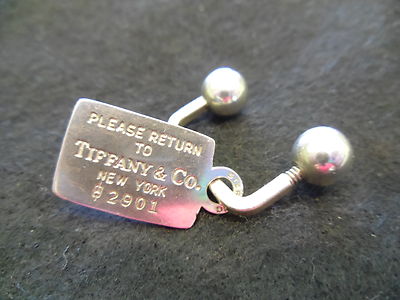 PLEASE RETURN
TO
TIFFANY & CO.
NEW YORK
2901